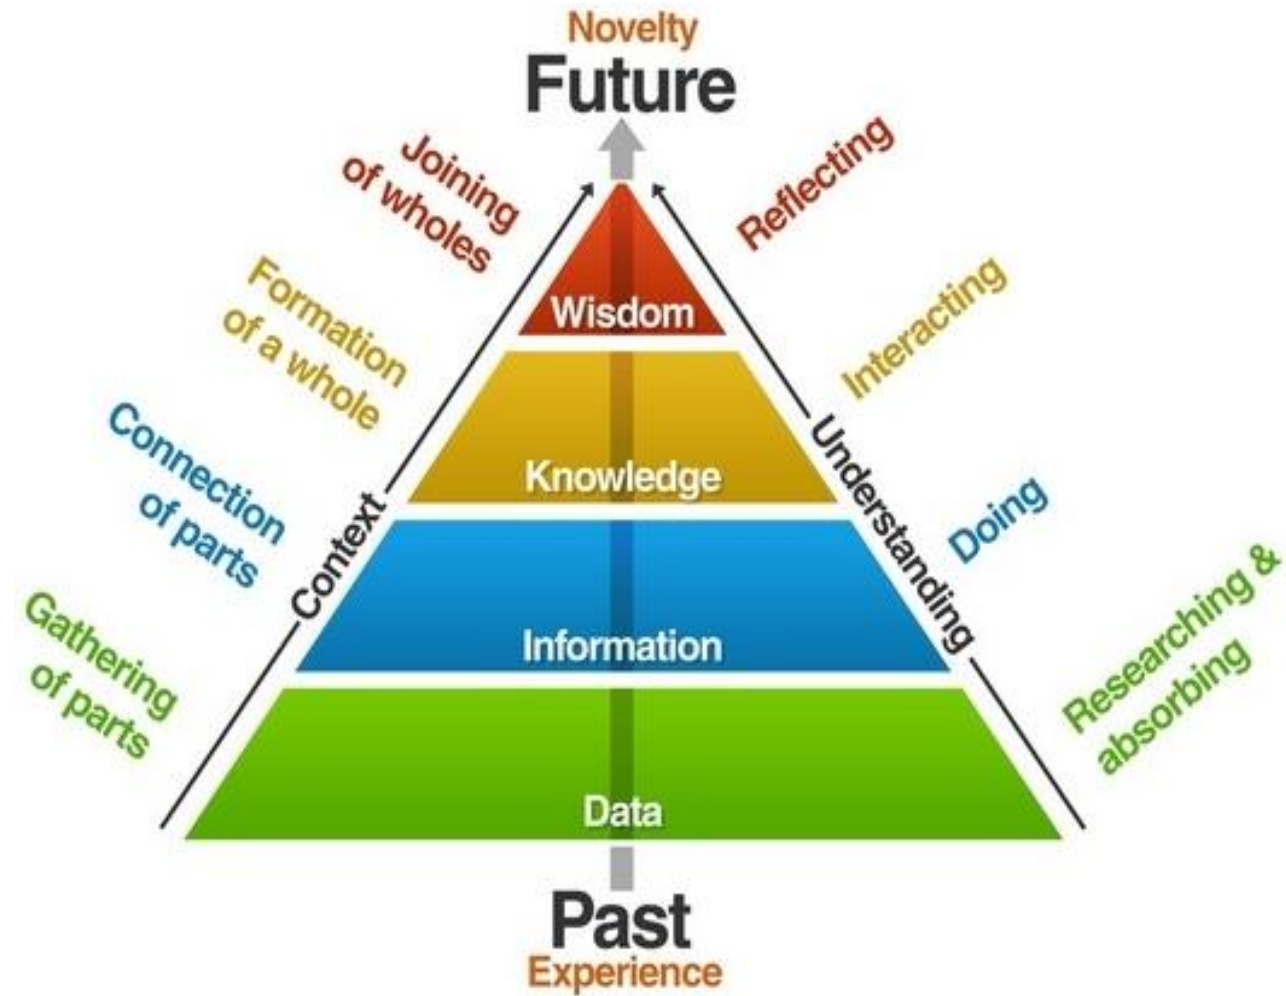 Novelty
Future
Joining
of wholes
Reflecting
Formation
of a whole
Interacting
Wisdom
Connection
of parts
Knowledge
Context
Understanding
Doing
Gathering
of parts
Information
Researching &
absorbing
Data
Past
Experience